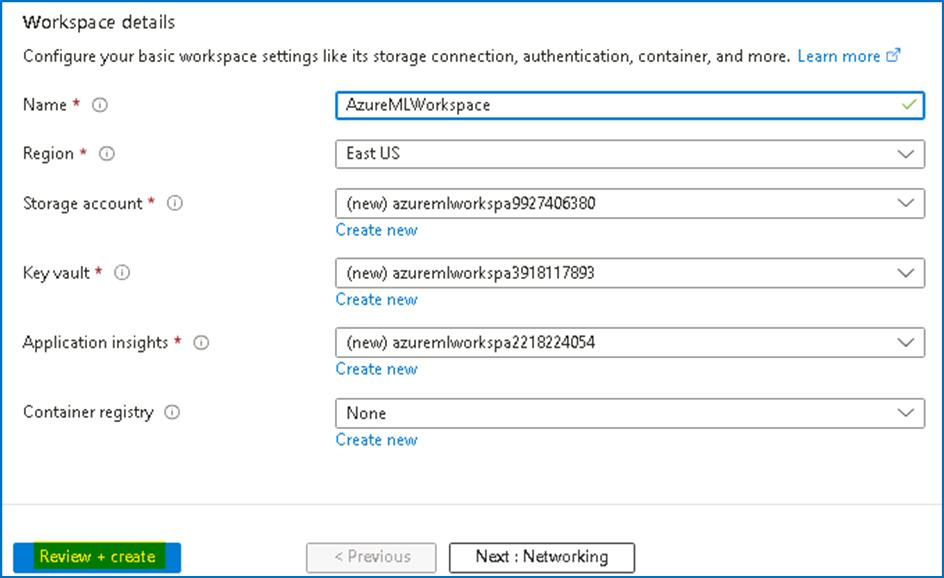 Workspace details
Configure your basic workspace settings like its storage connection, authentication, container, and more. Learn more
Name * AzureMLWorkspace
Region * East US
Storage account * (new) azuremlworkspa9927406380
Create new
Key vault * (new) azuremlworkspa3918117893
Create new
Application insights * (new) azuremlworkspa2218224054
Create new
Container registry None
Create new
Review + create < Previous Next : Networking